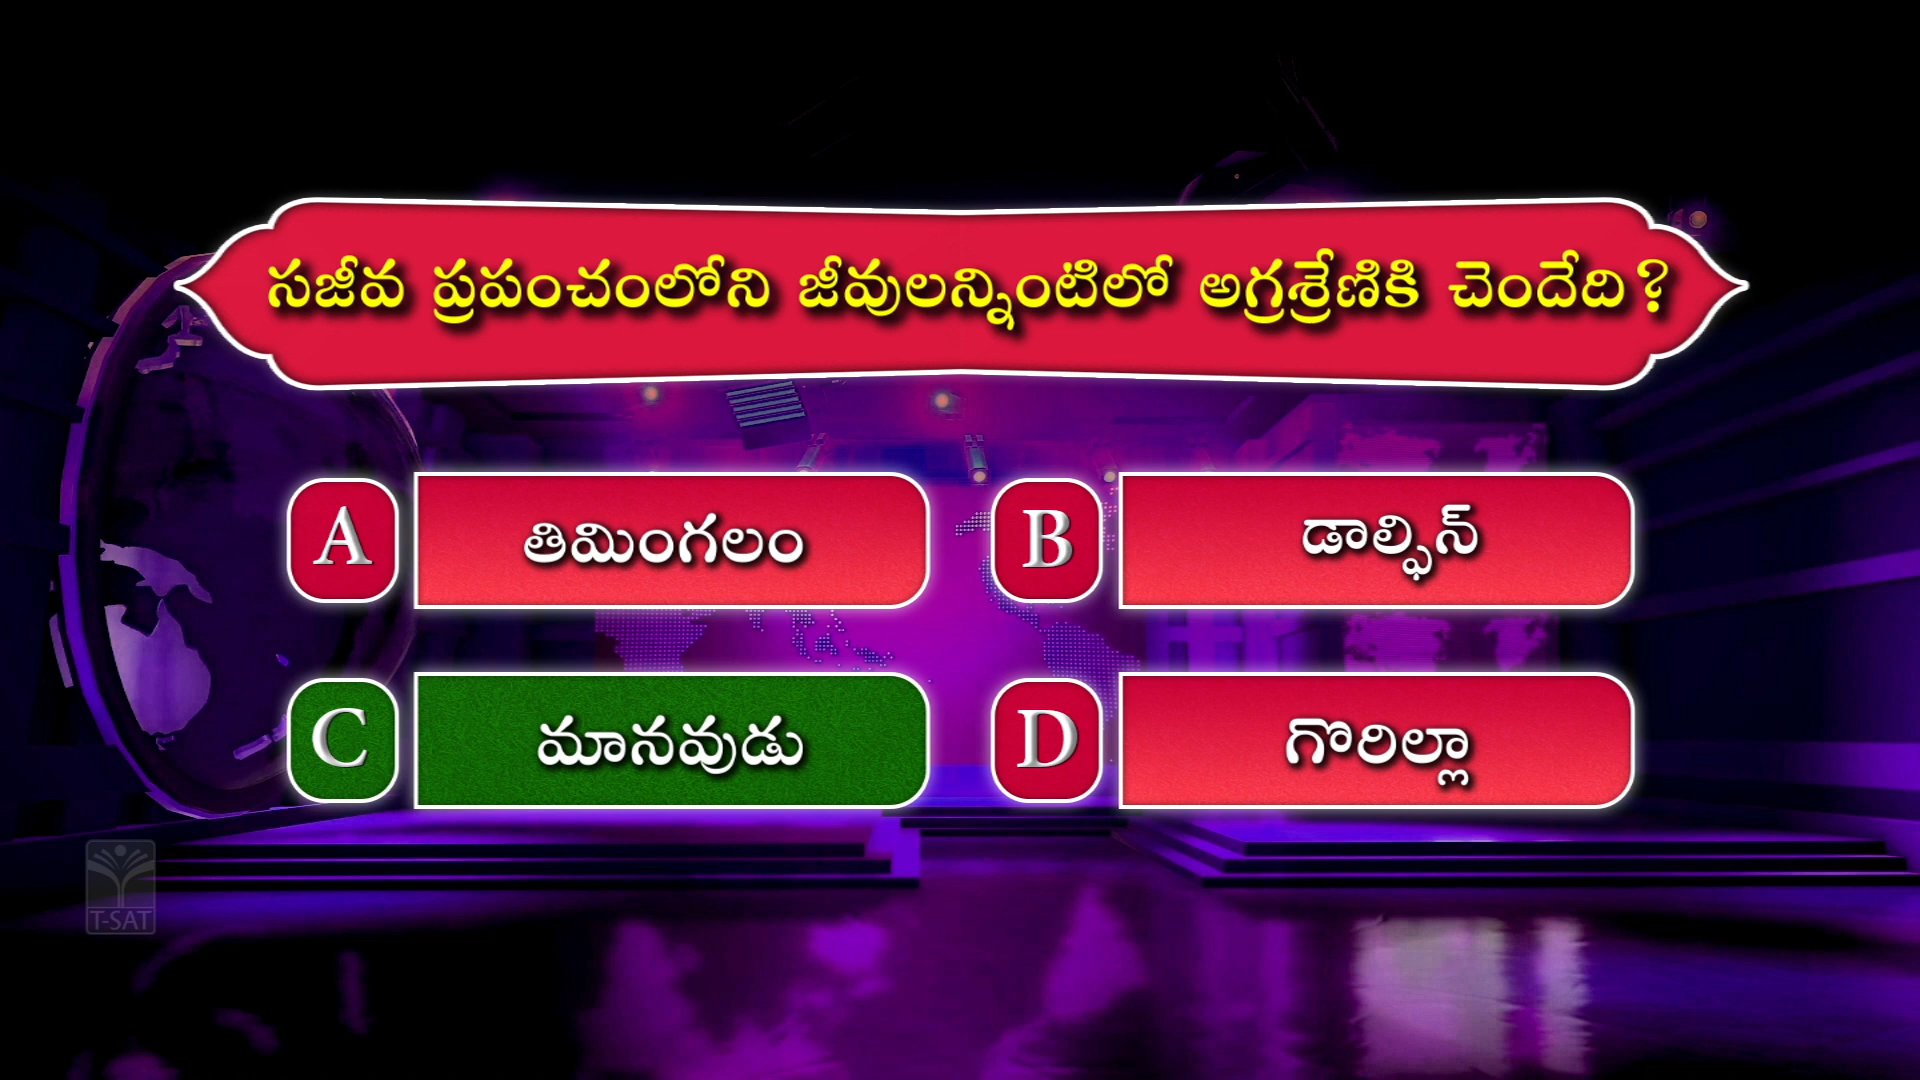 సజీవ ప్రపంచంలోని జీవులన్నింటిలో అగ్రశ్రేణికి చెందేది?
A తిమింగలం
B డాల్ఫిన్
C మానవుడు
D గొరిల్లా
T-SAT